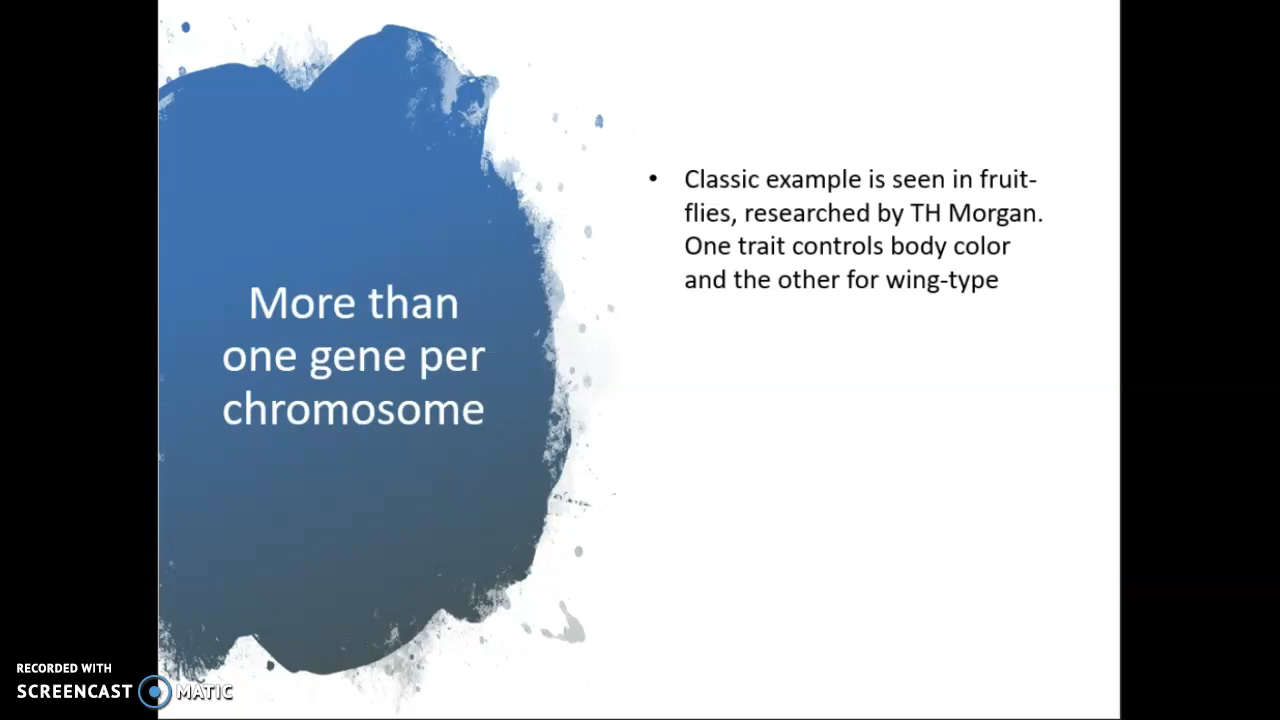 More than
one gene per
chromosome
• Classic example is seen in fruit-
flies, researched by TH Morgan.
One trait controls body color
and the other for wing-type
RECORDED WITH
SCREENCAST MATIC